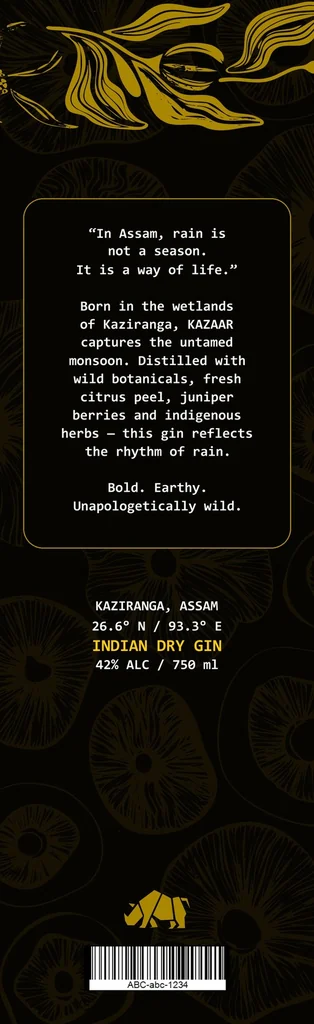 “In Assam, rain is
not a season.
It is a way of life.”
Born in the wetlands
of Kaziranga, KAZAAR
captures the untamed
monsoon. Distilled with
wild botanicals, fresh
citrus peel, juniper
berries and indigenous
herbs — this gin reflects
the rhythm of rain.
Bold. Earthy.
Unapologetically wild.
KAZIRANGA, ASSAM
26.6° N / 93.3° E
INDIAN DRY GIN
42% ALC / 750 ml
ABC-abc-1234